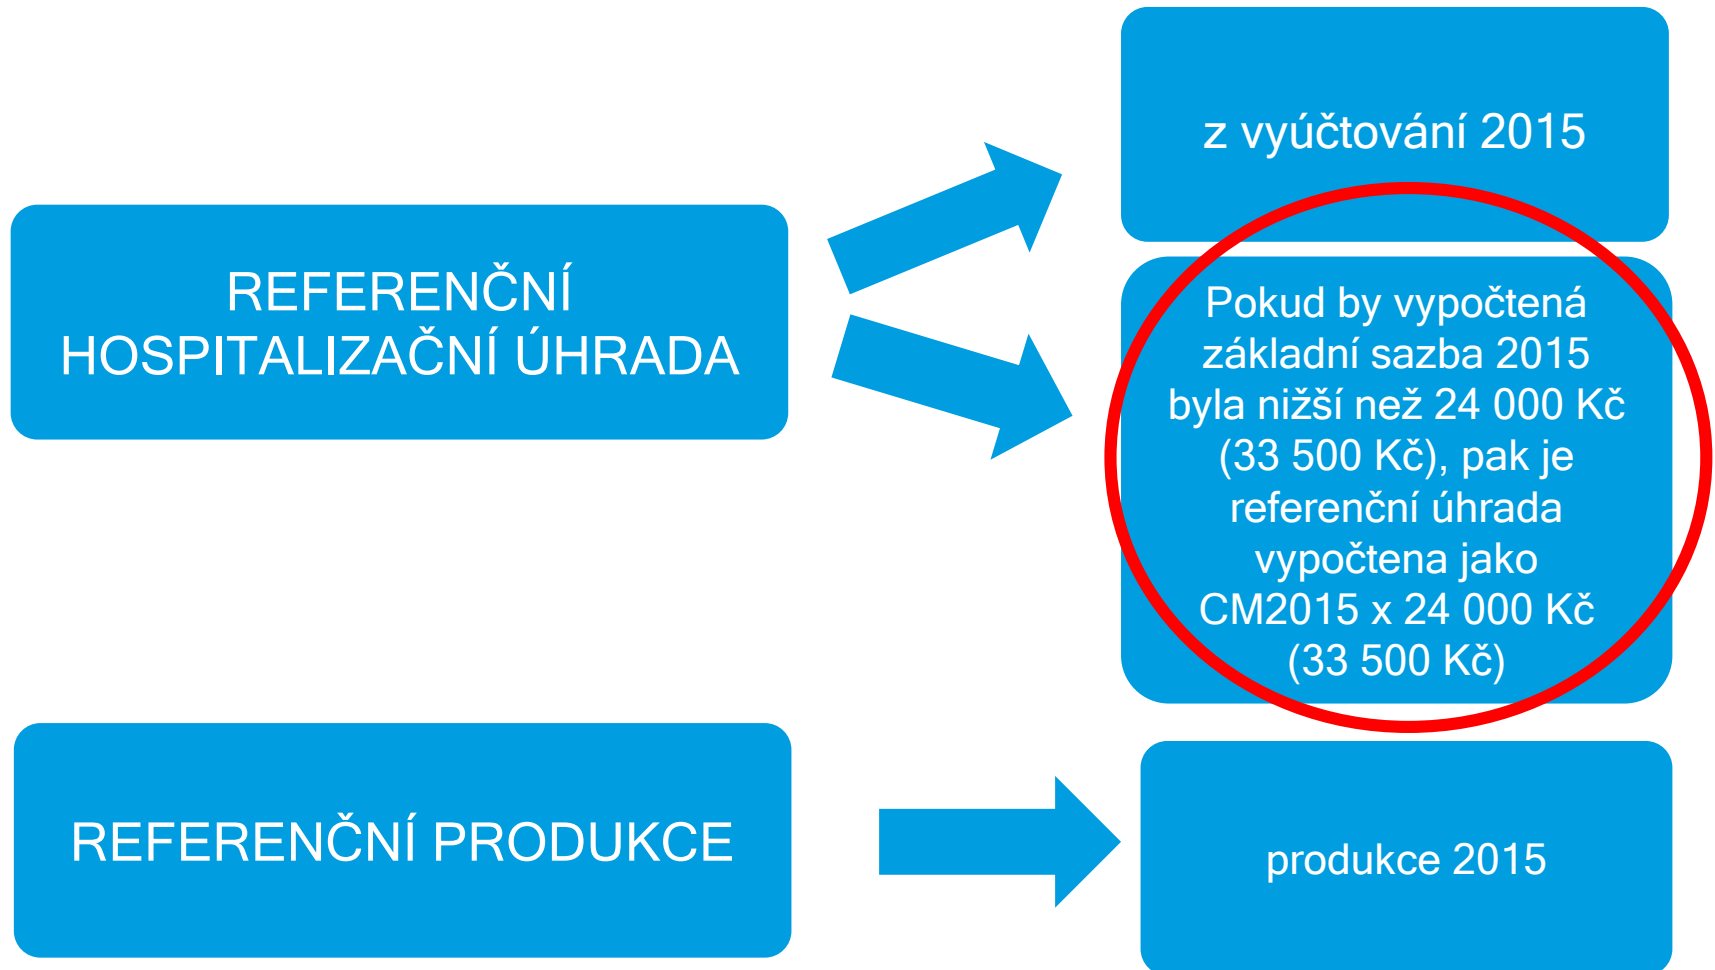 REFERENČNÍ
HOSPITALIZAČNÍ ÚHRADA
z vyúčtování 2015
Pokud by vypočtená
základní sazba 2015
byla nižší než 24 000 Kč
(33 500 Kč), pak je
referenční úhrada
vypočtena jako
CM2015 x 24 000 Kč
(33 500 Kč)
REFERENČNÍ PRODUKCE
produkce 2015